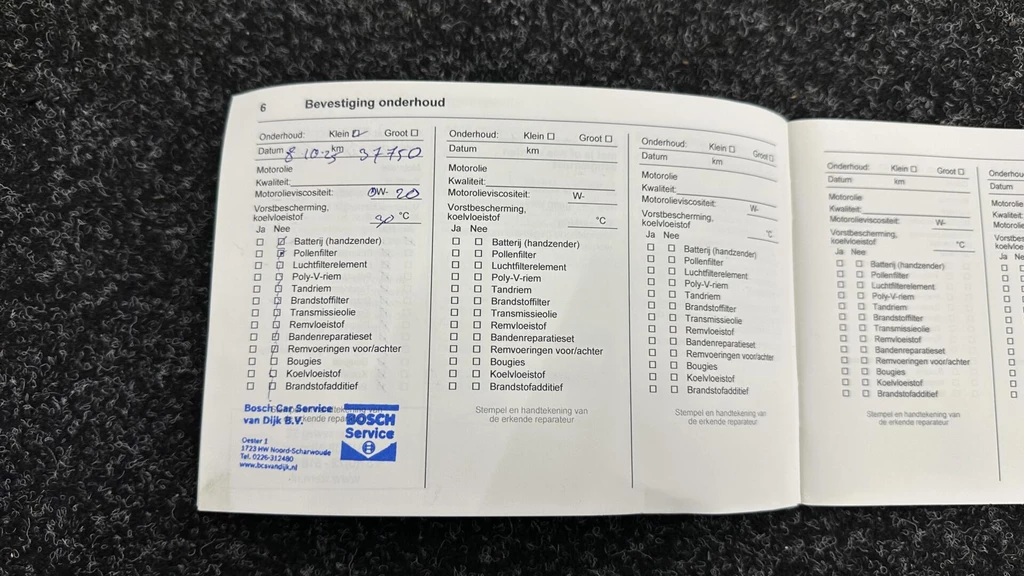 6 Bevestiging onderhoud
Onderhoud: Klein Groot
Datum 8 10-23 km 37750
Motorolie
Kwaliteit:
Motorolieviscositeit: 0W- 20
Vorstbescherming,
koelvloeistof 30 °C
Ja Nee
Batterij (handzender)
Pollenfilter
Luchtfilterelement
Poly-V-riem
Tandriem
Brandstoffilter
Transmissieolie
Remvloeistof
Bandenreparatieset
Remvoeringen voor/achter
Bougies
Koelvloeistof
Brandstofadditief
de erkende
Bosch Car Service
van Dijk B.V.
Oester 1
1723 HW Noord-Scharwoude
Tel. 0226-312480
www.bcsvandijk.nl
BOSCH
Service
Onderhoud: Klein Groot
Datum km
Motorolie
Kwaliteit:
Motorolieviscositeit: W-
Vorstbescherming,
koelvloeistof °C
Ja Nee
Batterij (handzender)
Pollenfilter
Luchtfilterelement
Poly-V-riem
Tandriem
Brandstoffilter
Transmissieolie
Remvloeistof
Bandenreparatieset
Remvoeringen voor/achter
Bougies
Koelvloeistof
Brandstofadditief
Stempel en handtekening van
de erkende reparateur
Onderhoud: Klein Groot
Datum km
Motorolie
Kwaliteit:
Motorolieviscositeit: W-
Vorstbescherming,
koelvloeistof °C
Ja Nee
Batterij (handzender)
Pollenfilter
Luchtfilterelement
Poly-V-riem
Tandriem
Brandstoffilter
Transmissieolie
Remvloeistof
Bandenreparatieset
Remvoeringen voor/achter
Bougies
Koelvloeistof
Brandstofadditief
Stempel en handtekening van
de erkende reparateur
Onderhoud: Klein Groot
Datum km
Motorolie
Kwaliteit:
Motorolieviscositeit: W-
Vorstbescherming,
koelvloeistof °C
Ja Nee
Batterij (handzender)
Pollenfilter
Luchtfilterelement
Poly-V-riem
Tandriem
Brandstoffilter
Transmissieolie
Remvloeistof
Bandenreparatieset
Remvoeringen voor/achter
Bougies
Koelvloeistof
Brandstofadditief
Stempel en handtekening van
de erkende reparateur
Datum